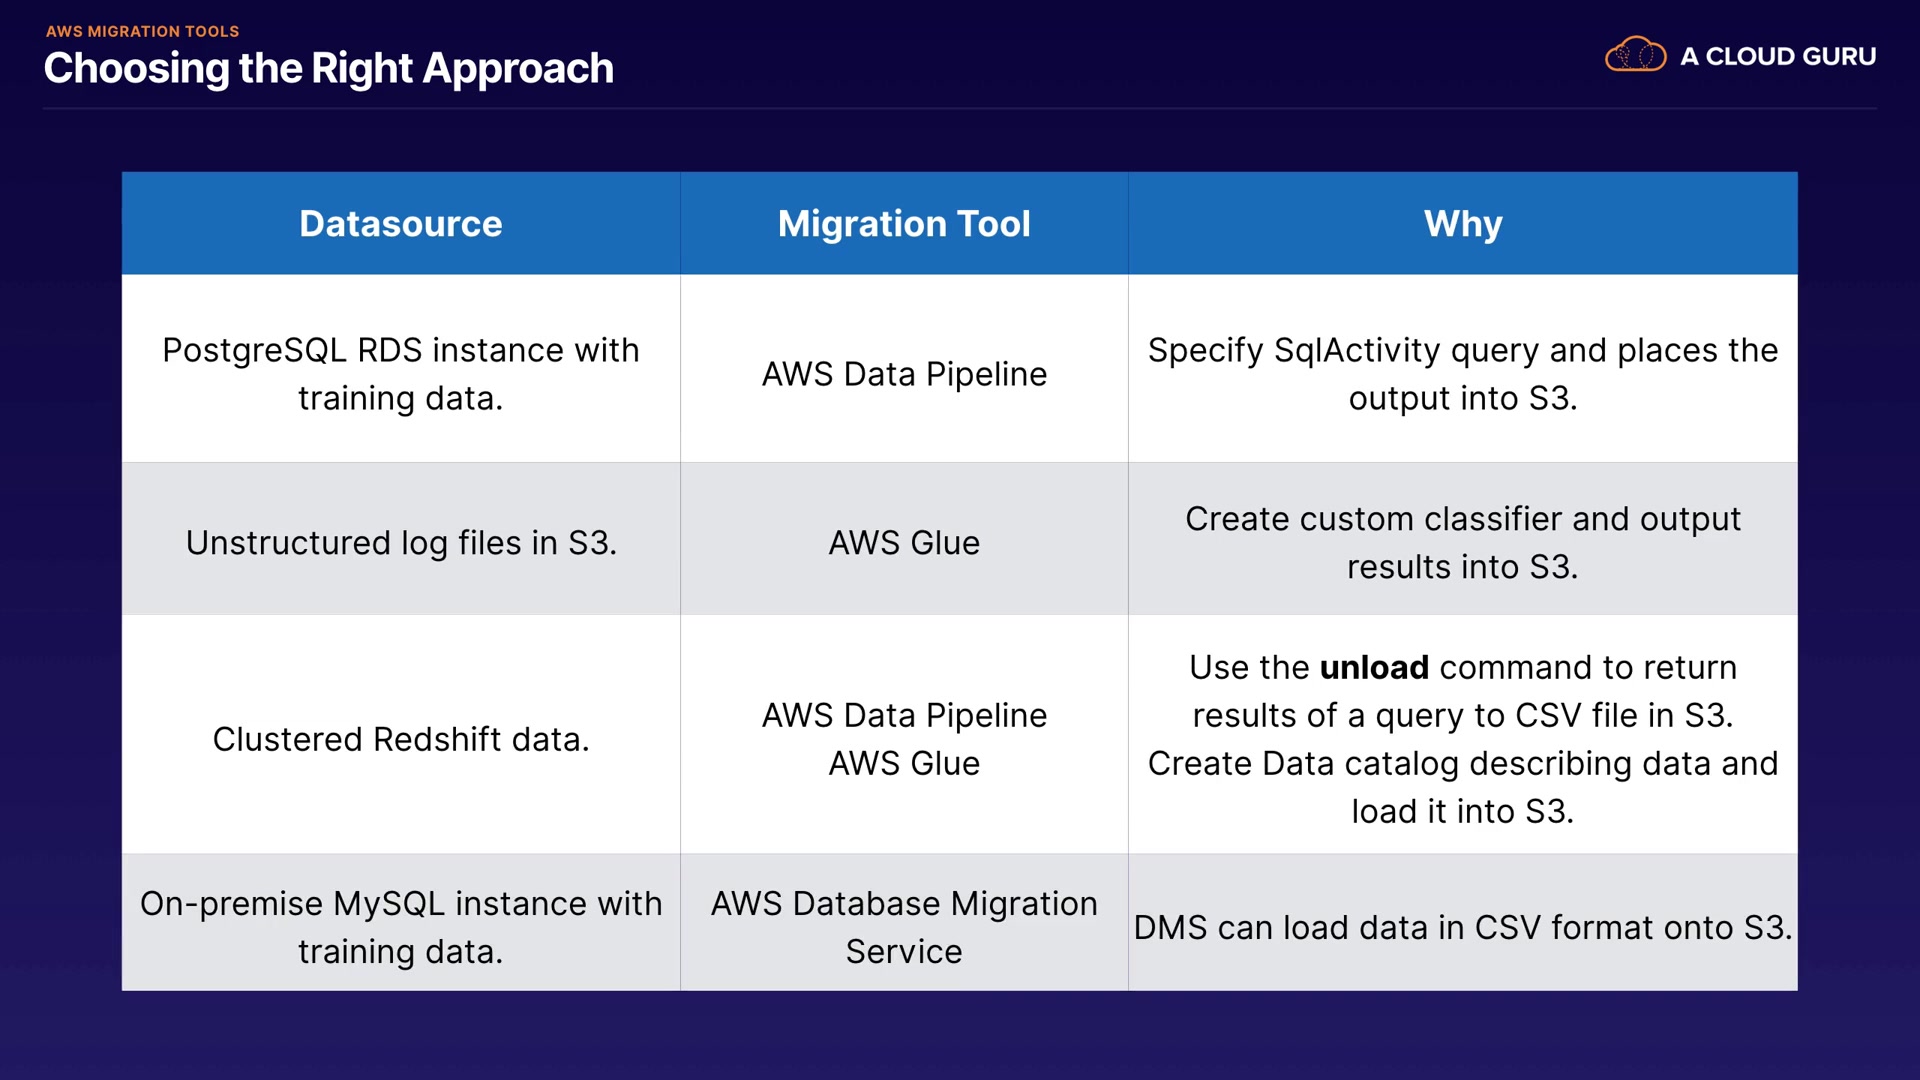 AWS MIGRATION TOOLS
Choosing the Right Approach
A CLOUD GURU
Datasource
Migration Tool
Why
PostgreSQL RDS instance with
training data.
AWS Data Pipeline
Specify SqlActivity query and places the
output into S3.
Unstructured log files in S3.
AWS Glue
Create custom classifier and output
results into S3.
Clustered Redshift data.
AWS Data Pipeline
AWS Glue
Use the unload command to return
results of a query to CSV file in S3.
Create Data catalog describing data and
load it into S3.
On-premise MySQL instance with
training data.
AWS Database Migration
Service
DMS can load data in CSV format onto S3.